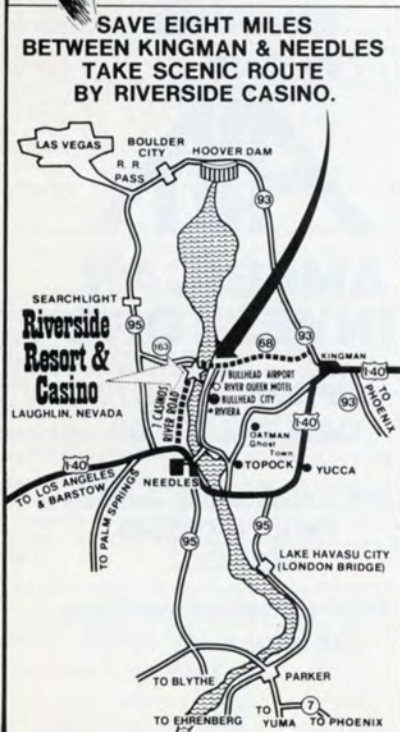 SAVE EIGHT MILES
BETWEEN KINGMAN & NEEDLES
TAKE SCENIC ROUTE
BY RIVERSIDE CASINO.
LAS VEGAS
BOULDER
CITY
HOOVER DAM
R. R.
PASS
93
SEARCHLIGHT
95
Riverside
Resort &
Casino
LAUGHLIN, NEVADA
163
68
93
KINGMAN
I-40
BULLHEAD AIRPORT
RIVER QUEEN MOTEL
BULLHEAD CITY
RIVIERA
7 CASINOS
RIVER ROAD
TO
PHOENIX
93
I-40
OATMAN
Ghost
Town
TOPOCK
YUCCA
I-40
NEEDLES
TO LOS ANGELES
& BARSTOW
TO PALM SPRINGS
95
95
LAKE HAVASU CITY
(LONDON BRIDGE)
PARKER
TO BLYTHE
TO EHRENBERG
TO
YUMA
7
TO PHOENIX